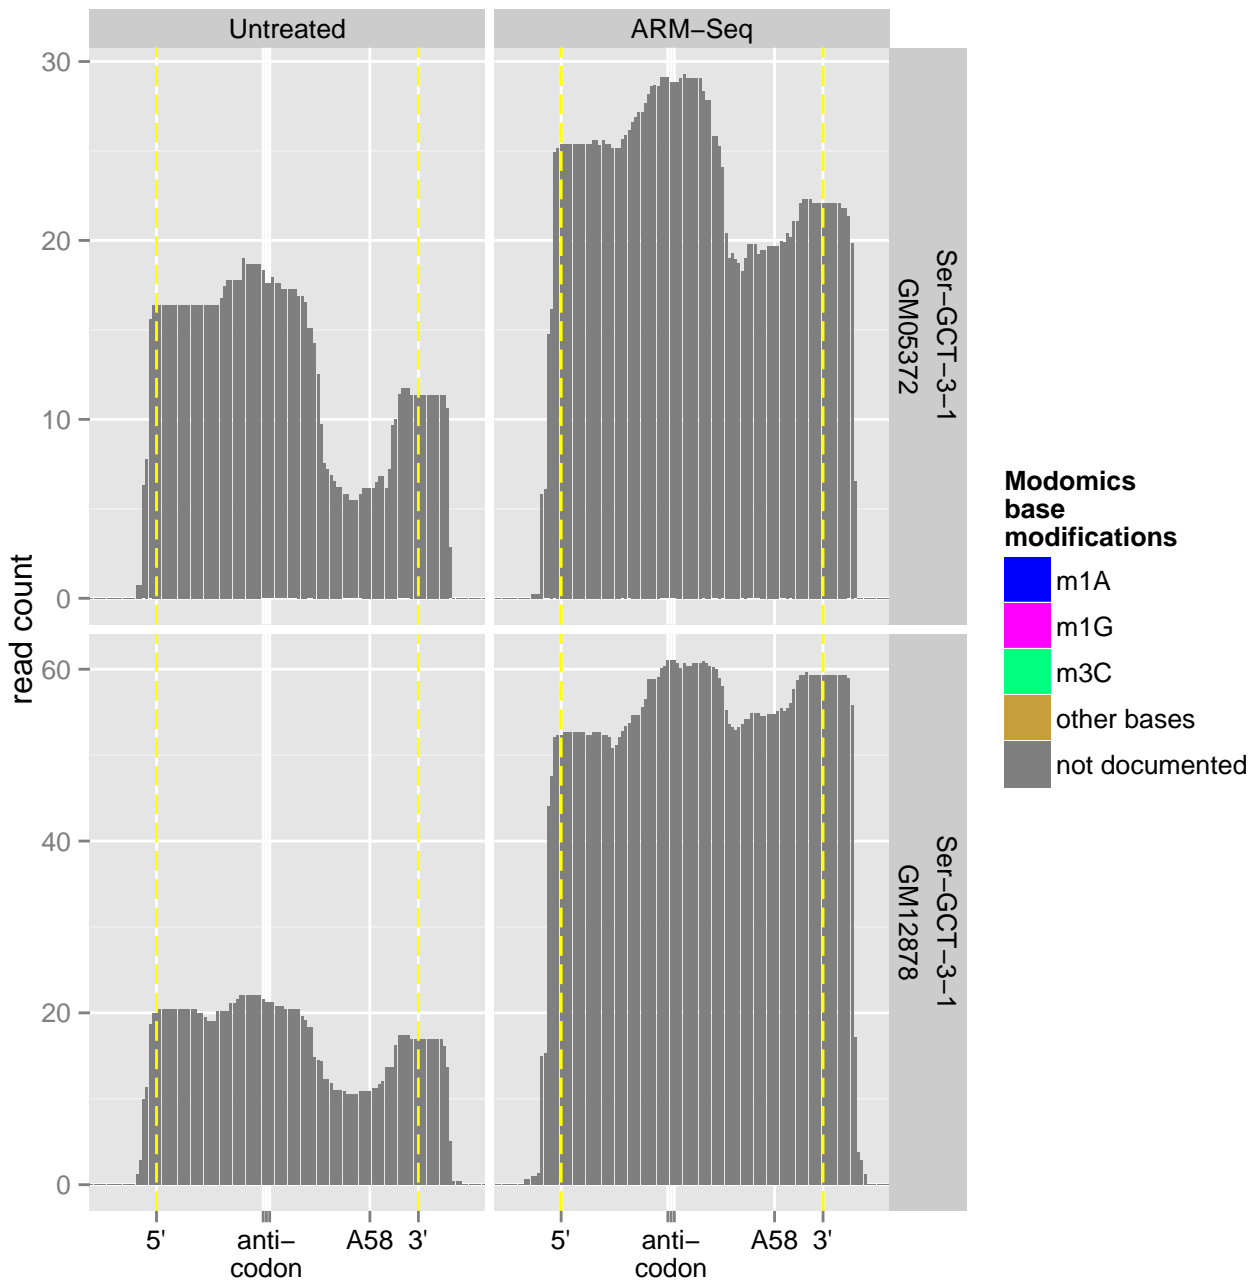 Untreated
ARM−Seq
read count
30
20
10
0
Ser−GCT−3−1
GM05372
60
40
20
0
Ser−GCT−3−1
GM12878
5'
anti−
codon
A58
3'
5'
anti−
codon
A58
3'
Modomics
base
modifications
m1A
m1G
m3C
other bases
not documented